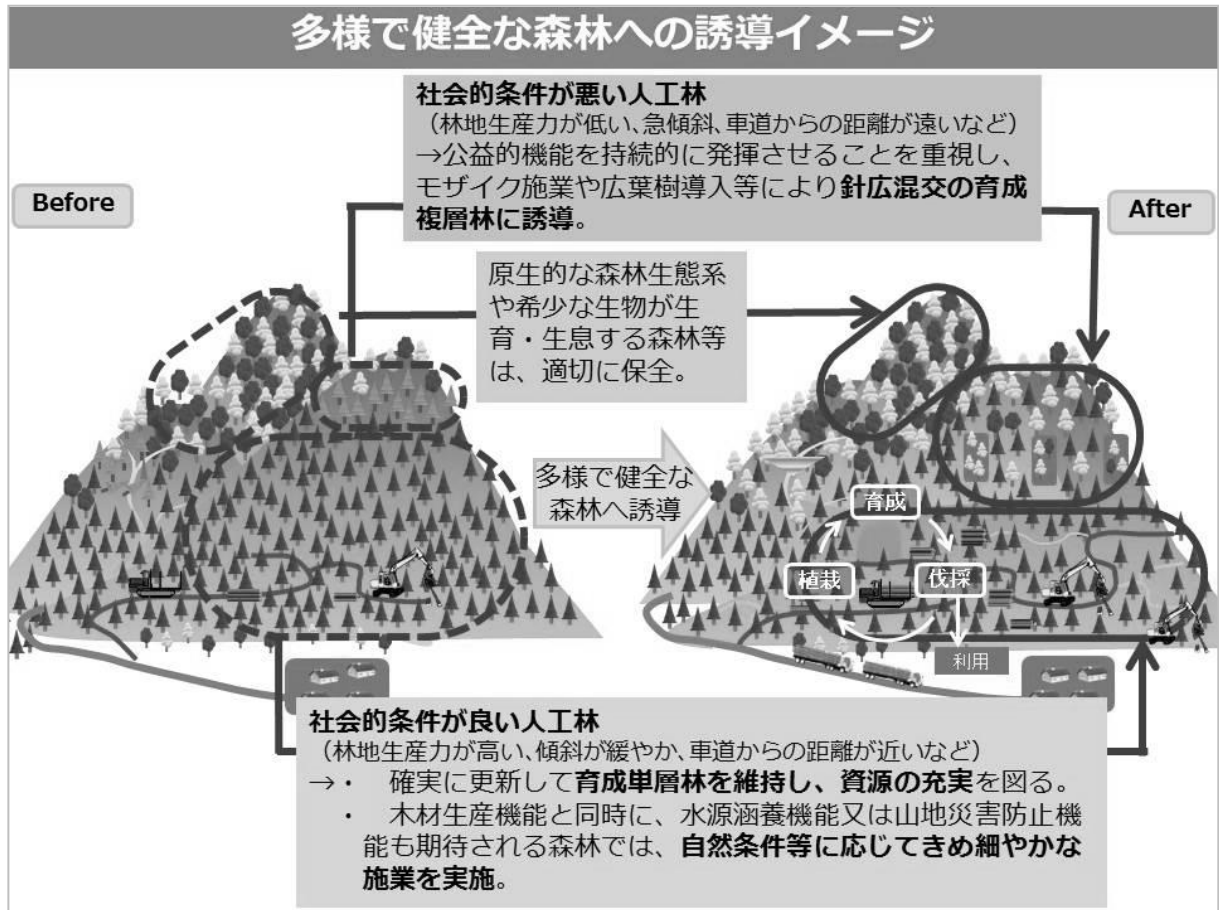 多様で健全な森林への誘導イメージ
社会的条件が悪い人工林
（林地生産力が低い、急傾斜、車道からの距離が遠いなど）
→公益的機能を持続的に発揮させることを重視し、
モザイク施業や広葉樹導入等により針広混交の育成
複層林に誘導。
Before
After
原生的な森林生態系
や希少な生物が生
育・生息する森林等
は、適切に保全。
多様で健全な
森林へ誘導
育成
植栽
伐採
利用
社会的条件が良い人工林
（林地生産力が高い、傾斜が緩やか、車道からの距離が近いなど）
→・　確実に更新して育成単層林を維持し、資源の充実を図る。
・　木材生産機能と同時に、水源涵養機能又は山地災害防止機
能も期待される森林では、自然条件等に応じてきめ細やかな
施業を実施。